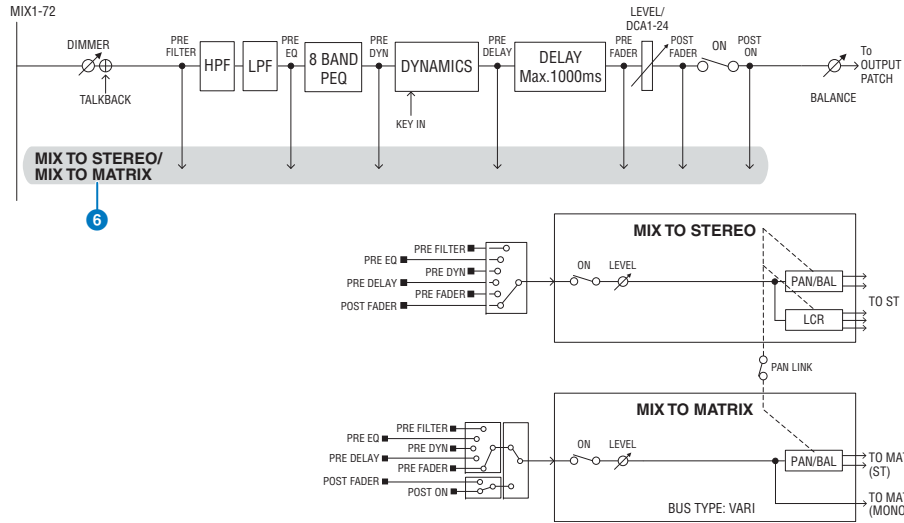 MIX1-72
DIMMER
TALKBACK
PRE
FILTER
HPF
LPF
PRE
EQ
8 BAND
PEQ
PRE
DYN
DYNAMICS
KEY IN
PRE
DELAY
DELAY
Max.1000ms
PRE
FADER
LEVEL/
DCA1-24
POST
FADER
ON
POST
ON
BALANCE
To
OUTPUT
PATCH
MIX TO STEREO/
MIX TO MATRIX
6
MIX TO STEREO
PRE FILTER
PRE EQ
PRE DYN
PRE DELAY
PRE FADER
POST FADER
ON
LEVEL
PAN/BAL
LCR
TO ST
PAN LINK
MIX TO MATRIX
PRE FILTER
PRE EQ
PRE DYN
PRE DELAY
PRE FADER
POST FADER
POST ON
ON
LEVEL
PAN/BAL
BUS TYPE: VARI
TO MAT
(ST)
TO MAT
(MONO